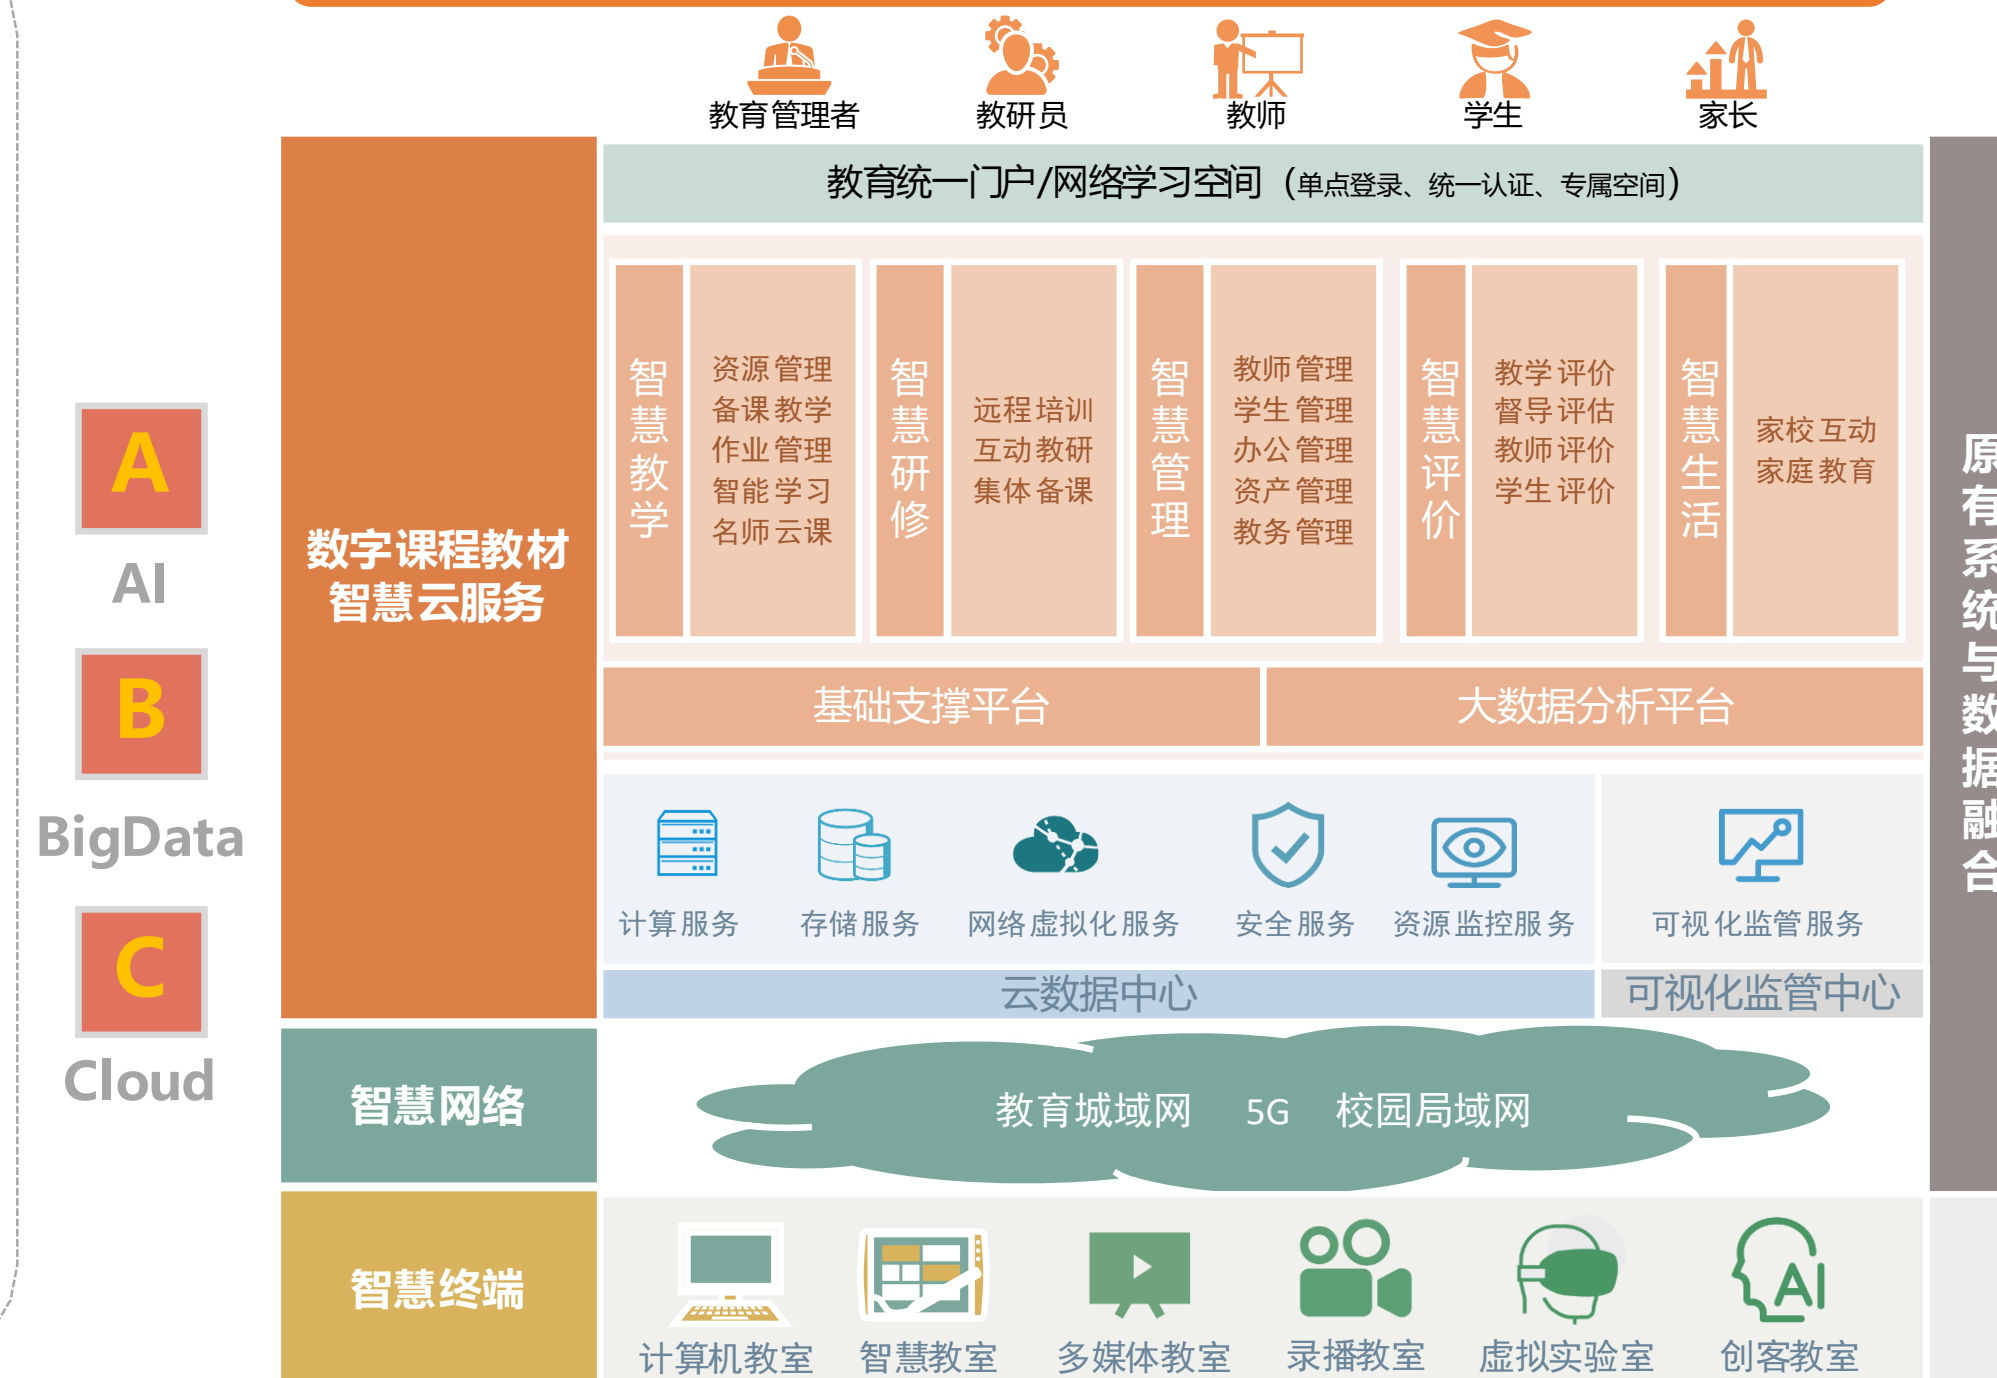 教育管理者
教研员
教师
学生
家长
教育统一门户/网络学习空间（单点登录、统一认证、专属空间）
智慧教学
资源管理
备课教学
作业管理
智能学习
名师云课
智慧研修
远程培训
互动教研
集体备课
智慧管理
教师管理
学生管理
办公管理
资产管理
教务管理
智慧评价
教学评价
督导评估
教师评价
学生评价
智慧生活
家校互动
家庭教育
A
AI
B
BigData
C
Cloud
数字课程教材
智慧云服务
基础支撑平台
大数据分析平台
计算服务
存储服务
网络虚拟化服务
安全服务
资源监控服务
可视化监管服务
云数据中心
可视化监管中心
原有系统与数据融合
智慧网络
教育城域网 5G 校园局域网
智慧终端
AI
计算机教室
智慧教室
多媒体教室
录播教室
虚拟实验室
创客教室